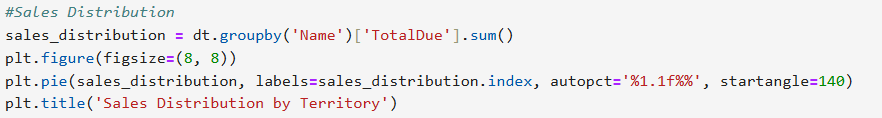 #Sales Distribution
sales_distribution = dt.groupby('Name')['TotalDue'].sum()
plt.figure(figsize=(8, 8))
plt.pie(sales_distribution, labels=sales_distribution.index, autopct='%1.1f%%', startangle=140)
plt.title('Sales Distribution by Territory')